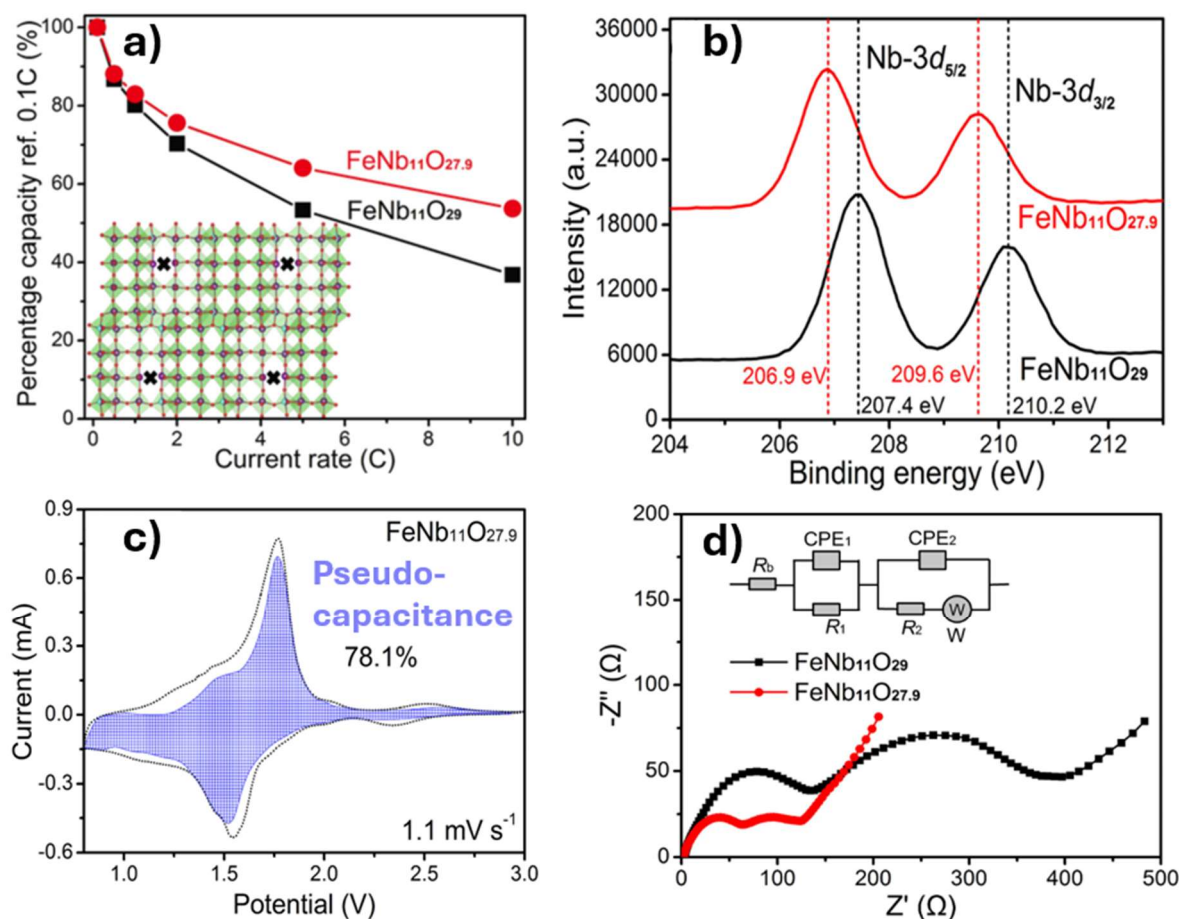 a)
Percentage capacity ref. 0.1C (%)
100
80
60
40
20
0
FeNb₁₁O₂₇.₉
FeNb₁₁O₂₉
0 2 4 6 8 10
Current rate (C)
b)
Intensity (a.u.)
36000
30000
24000
18000
12000
6000
0
Nb-3d₅/₂
Nb-3d₃/₂
FeNb₁₁O₂₇.₉
206.9 eV
209.6 eV
FeNb₁₁O₂₉
207.4 eV
210.2 eV
204 206 208 210 212
Binding energy (eV)
c)
Current (mA)
0.9
0.6
0.3
0.0
-0.3
-0.6
FeNb₁₁O₂₇.₉
Pseudo-
capacitance
78.1%
1.1 mV s⁻¹
1.0 1.5 2.0 2.5 3.0
Potential (V)
d)
-Z'' (Ω)
200
150
100
50
0
CPE₁ CPE₂
R_b
R₁ R₂ W
W
FeNb₁₁O₂₉
FeNb₁₁O₂₇.₉
0 100 200 300 400 500
Z' (Ω)